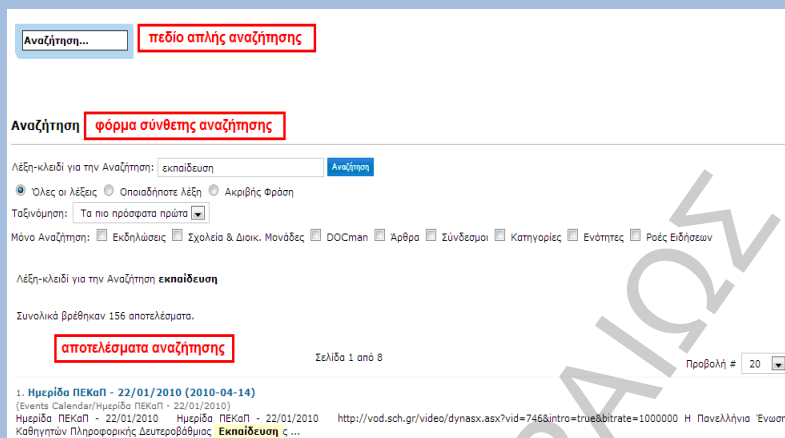 Αναζήτηση... πεδίο απλής αναζήτησης
Αναζήτηση φόρμα σύνθετης αναζήτησης
Λέξη-κλειδί για την Αναζήτηση: εκπαίδευση Αναζήτηση
Όλες οι λέξεις Οποιαδήποτε λέξη Ακριβής Φράση
Ταξινόμηση: Τα πιο πρόσφατα πρώτα
Μόνο Αναζήτηση: Εκδηλώσεις Σχολεία & Διοικ. Μονάδες DOCman Άρθρα Σύνδεσμοι Κατηγορίες Ενότητες Ροές Ειδήσεων
Λέξη-κλειδί για την Αναζήτηση εκπαίδευση
Συνολικά βρέθηκαν 156 αποτελέσματα.
αποτελέσματα αναζήτησης
Σελίδα 1 από 8
Προβολή # 20
1. Ημερίδα ΠΕΚαΠ - 22/01/2010 (2010-04-14)
(Events Calendar/Ημερίδα ΠΕΚαΠ - 22/01/2010)
Ημερίδα ΠΕΚαΠ - 22/01/2010 Ημερίδα ΠΕΚαΠ - 22/01/2010 http://vod.sch.gr/video/dynasx.asx?vid=746&intro=true&bitrate=1000000 Η Πανελλήνια Ένωση
Καθηγητών Πληροφορικής Δευτεροβάθμιας Εκπαίδευση ς ...
ΡΑΙΩΣ